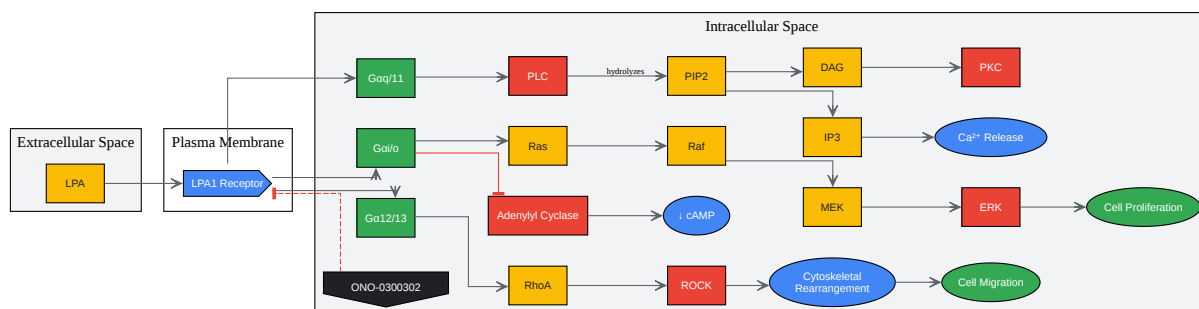 Intracellular Space
Extracellular Space
LPA
Plasma Membrane
LPA1 Receptor
Gαq/11
PLC
hydrolyzes
PIP2
DAG
PKC
IP3
Ca²⁺ Release
Gαi/o
Ras
Raf
MEK
ERK
Cell Proliferation
Gα12/13
Adenylyl Cyclase
↓ cAMP
ONO-0300302
RhoA
ROCK
Cytoskeletal
Rearrangement
Cell Migration